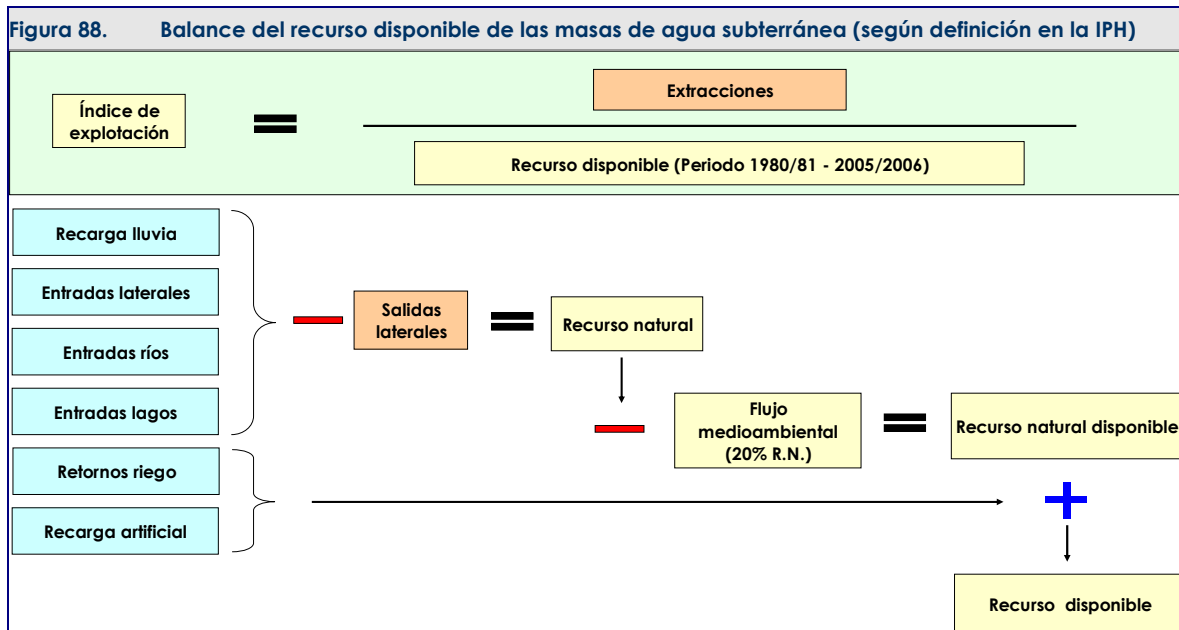 Figura 88. Balance del recurso disponible de las masas de agua subterránea (según definición en la IPH)
Índice de
explotación
=
Extracciones
Recurso disponible (Periodo 1980/81 - 2005/2006)
Recarga lluvia
Entradas laterales
Entradas ríos
Entradas lagos
Salidas
laterales
=
Recurso natural
Flujo
medioambiental
(20% R.N.)
=
Recurso natural disponible
Retornos riego
Recarga artificial
+
Recurso disponible